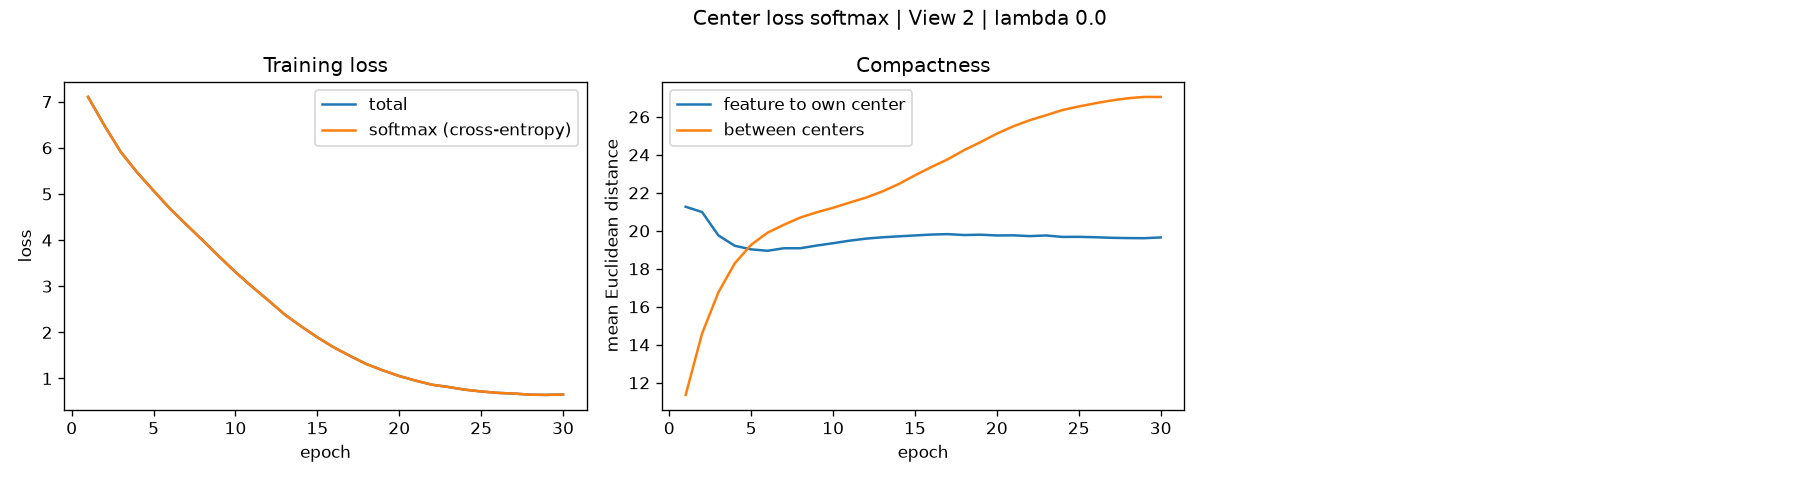 Center loss softmax | View 2 | lambda 0.0
Training loss
total
softmax (cross-entropy)
loss
7
6
5
4
3
2
1
0 5 10 15 20 25 30
epoch
Compactness
feature to own center
between centers
mean Euclidean distance
26
24
22
20
18
16
14
12
0 5 10 15 20 25 30
epoch